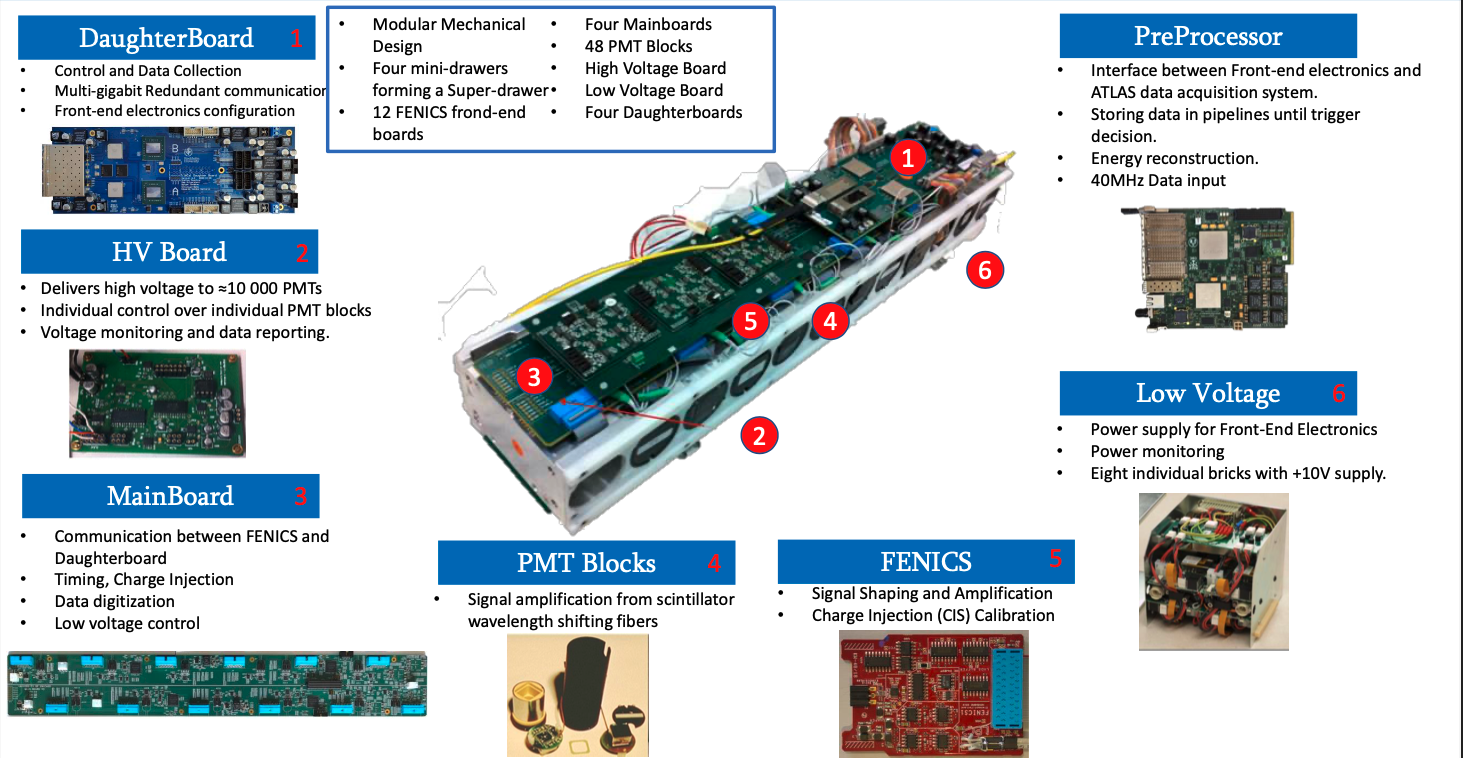 DaughterBoard 1
• Control and Data Collection
• Multi-gigabit Redundant communication
• Front-end electronics configuration
• Modular Mechanical
Design
• Four mini-drawers
forming a Super-drawer
• 12 FENICS frond-end
boards
• Four Mainboards
• 48 PMT Blocks
• High Voltage Board
• Low Voltage Board
• Four Daughterboards
PreProcessor
• Interface between Front-end electronics and
ATLAS data acquisition system.
• Storing data in pipelines until trigger
decision.
• Energy reconstruction.
• 40MHz Data input
HV Board 2
• Delivers high voltage to ≈10 000 PMTs
• Individual control over individual PMT blocks
• Voltage monitoring and data reporting.
1
6
5
4
3
2
Low Voltage 6
• Power supply for Front-End Electronics
• Power monitoring
• Eight individual bricks with +10V supply.
MainBoard 3
• Communication between FENICS and
Daughterboard
• Timing, Charge Injection
• Data digitization
• Low voltage control
PMT Blocks 4
• Signal amplification from scintillator
wavelength shifting fibers
FENICS 5
• Signal Shaping and Amplification
• Charge Injection (CIS) Calibration
B
A